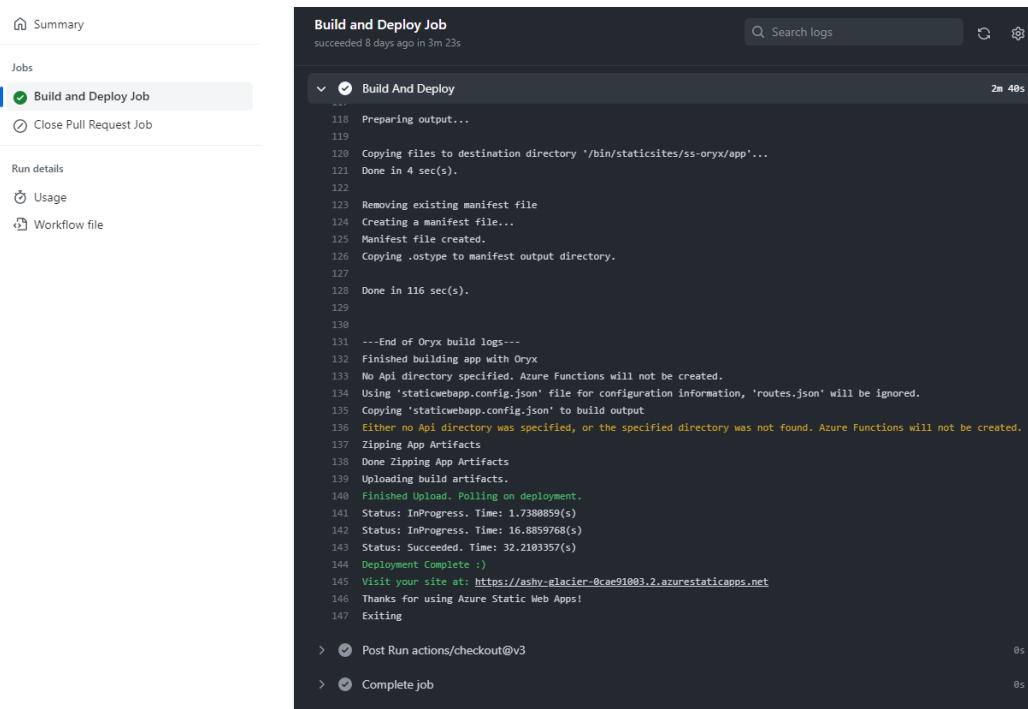 Summary
Jobs
Build and Deploy Job
Close Pull Request Job
Run details
Usage
Workflow file
Build and Deploy Job
succeeded 8 days ago in 3m 23s
Search logs
Build And Deploy 2m 40s
117
118 Preparing output...
119
120 Copying files to destination directory '/bin/staticsites/ss-oryx/app'...
121 Done in 4 sec(s).
122
123 Removing existing manifest file
124 Creating a manifest file...
125 Manifest file created.
126 Copying .ostype to manifest output directory.
127
128 Done in 116 sec(s).
129
130
131 ---End of Oryx build logs---
132 Finished building app with Oryx
133 No Api directory specified. Azure Functions will not be created.
134 Using 'staticwebapp.config.json' file for configuration information, 'routes.json' will be ignored.
135 Copying 'staticwebapp.config.json' to build output
136 Either no Api directory was specified, or the specified directory was not found. Azure Functions will not be created.
137 Zipping App Artifacts
138 Done Zipping App Artifacts
139 Uploading build artifacts.
140 Finished Upload. Polling on deployment.
141 Status: InProgress. Time: 1.7380859(s)
142 Status: InProgress. Time: 16.8859768(s)
143 Status: Succeeded. Time: 32.2103357(s)
144 Deployment Complete :)
145 Visit your site at: https://ashy-glacier-0cae91003.2.azurestaticapps.net
146 Thanks for using Azure Static Web Apps!
147 Exiting
Post Run actions/checkout@v3 0s
Complete job 0s